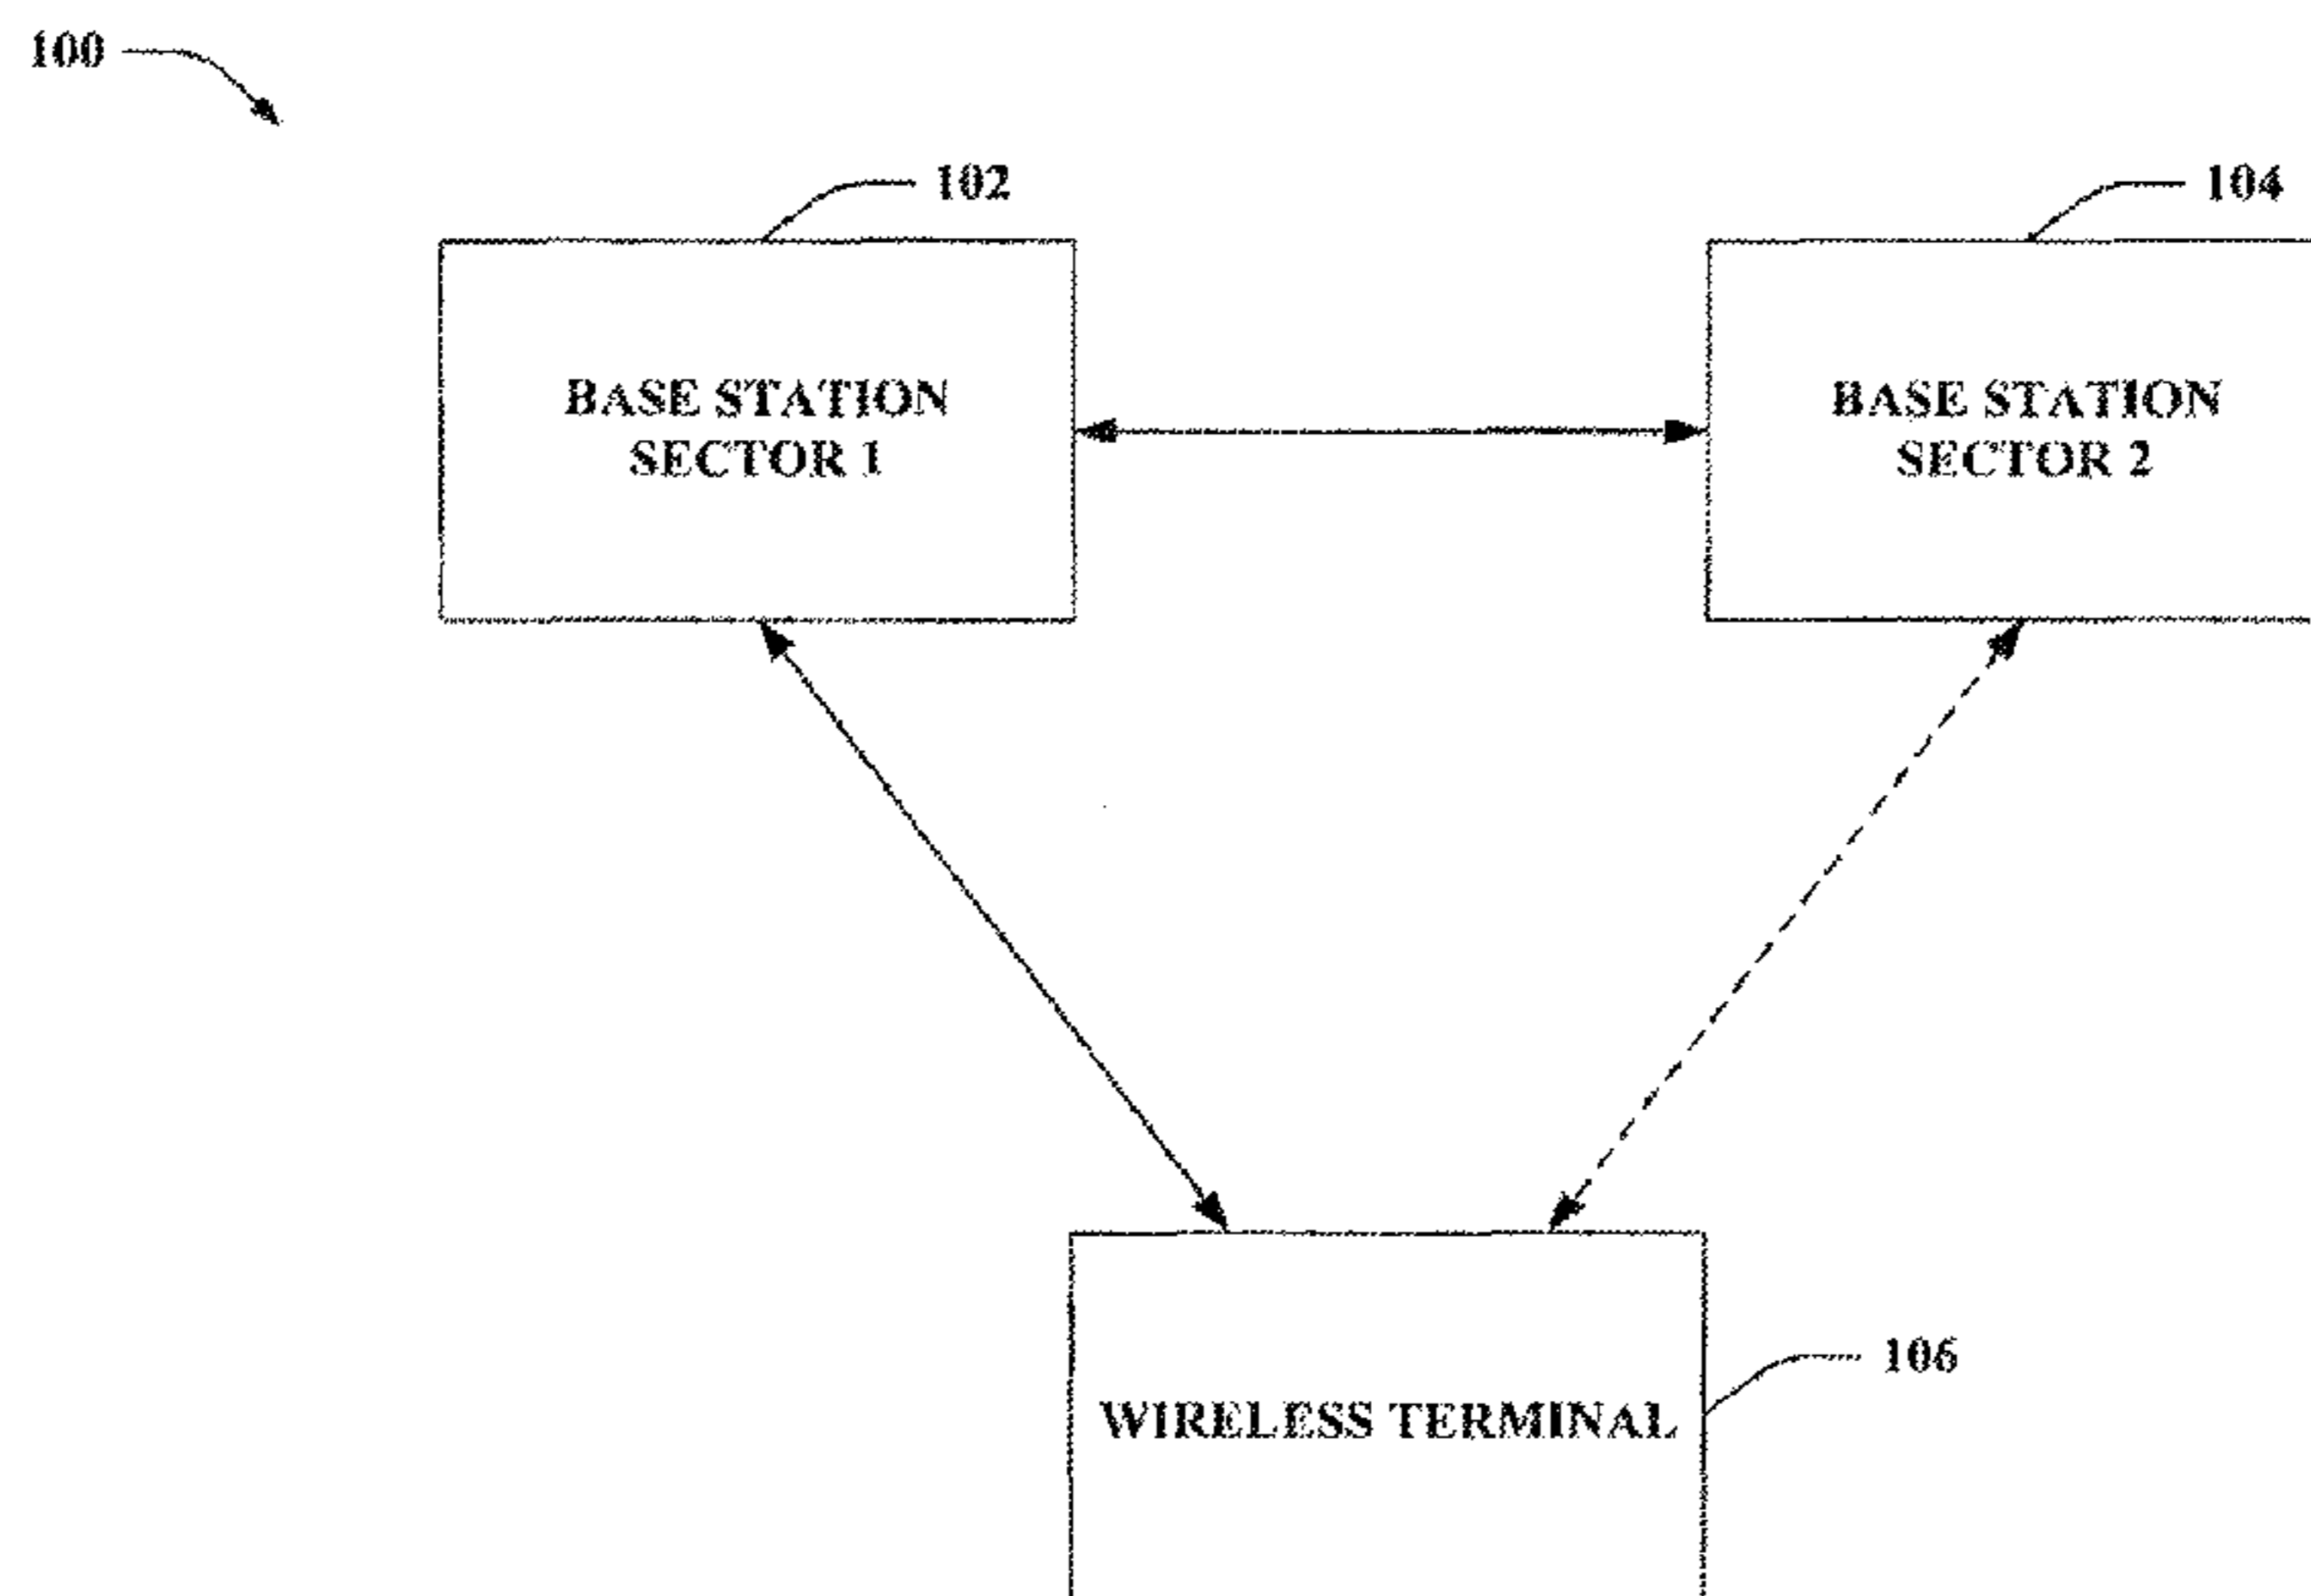 100
102
104
BASE STATION
SECTOR 1
BASE STATION
SECTOR 2
106
WIRELESS TERMINAL